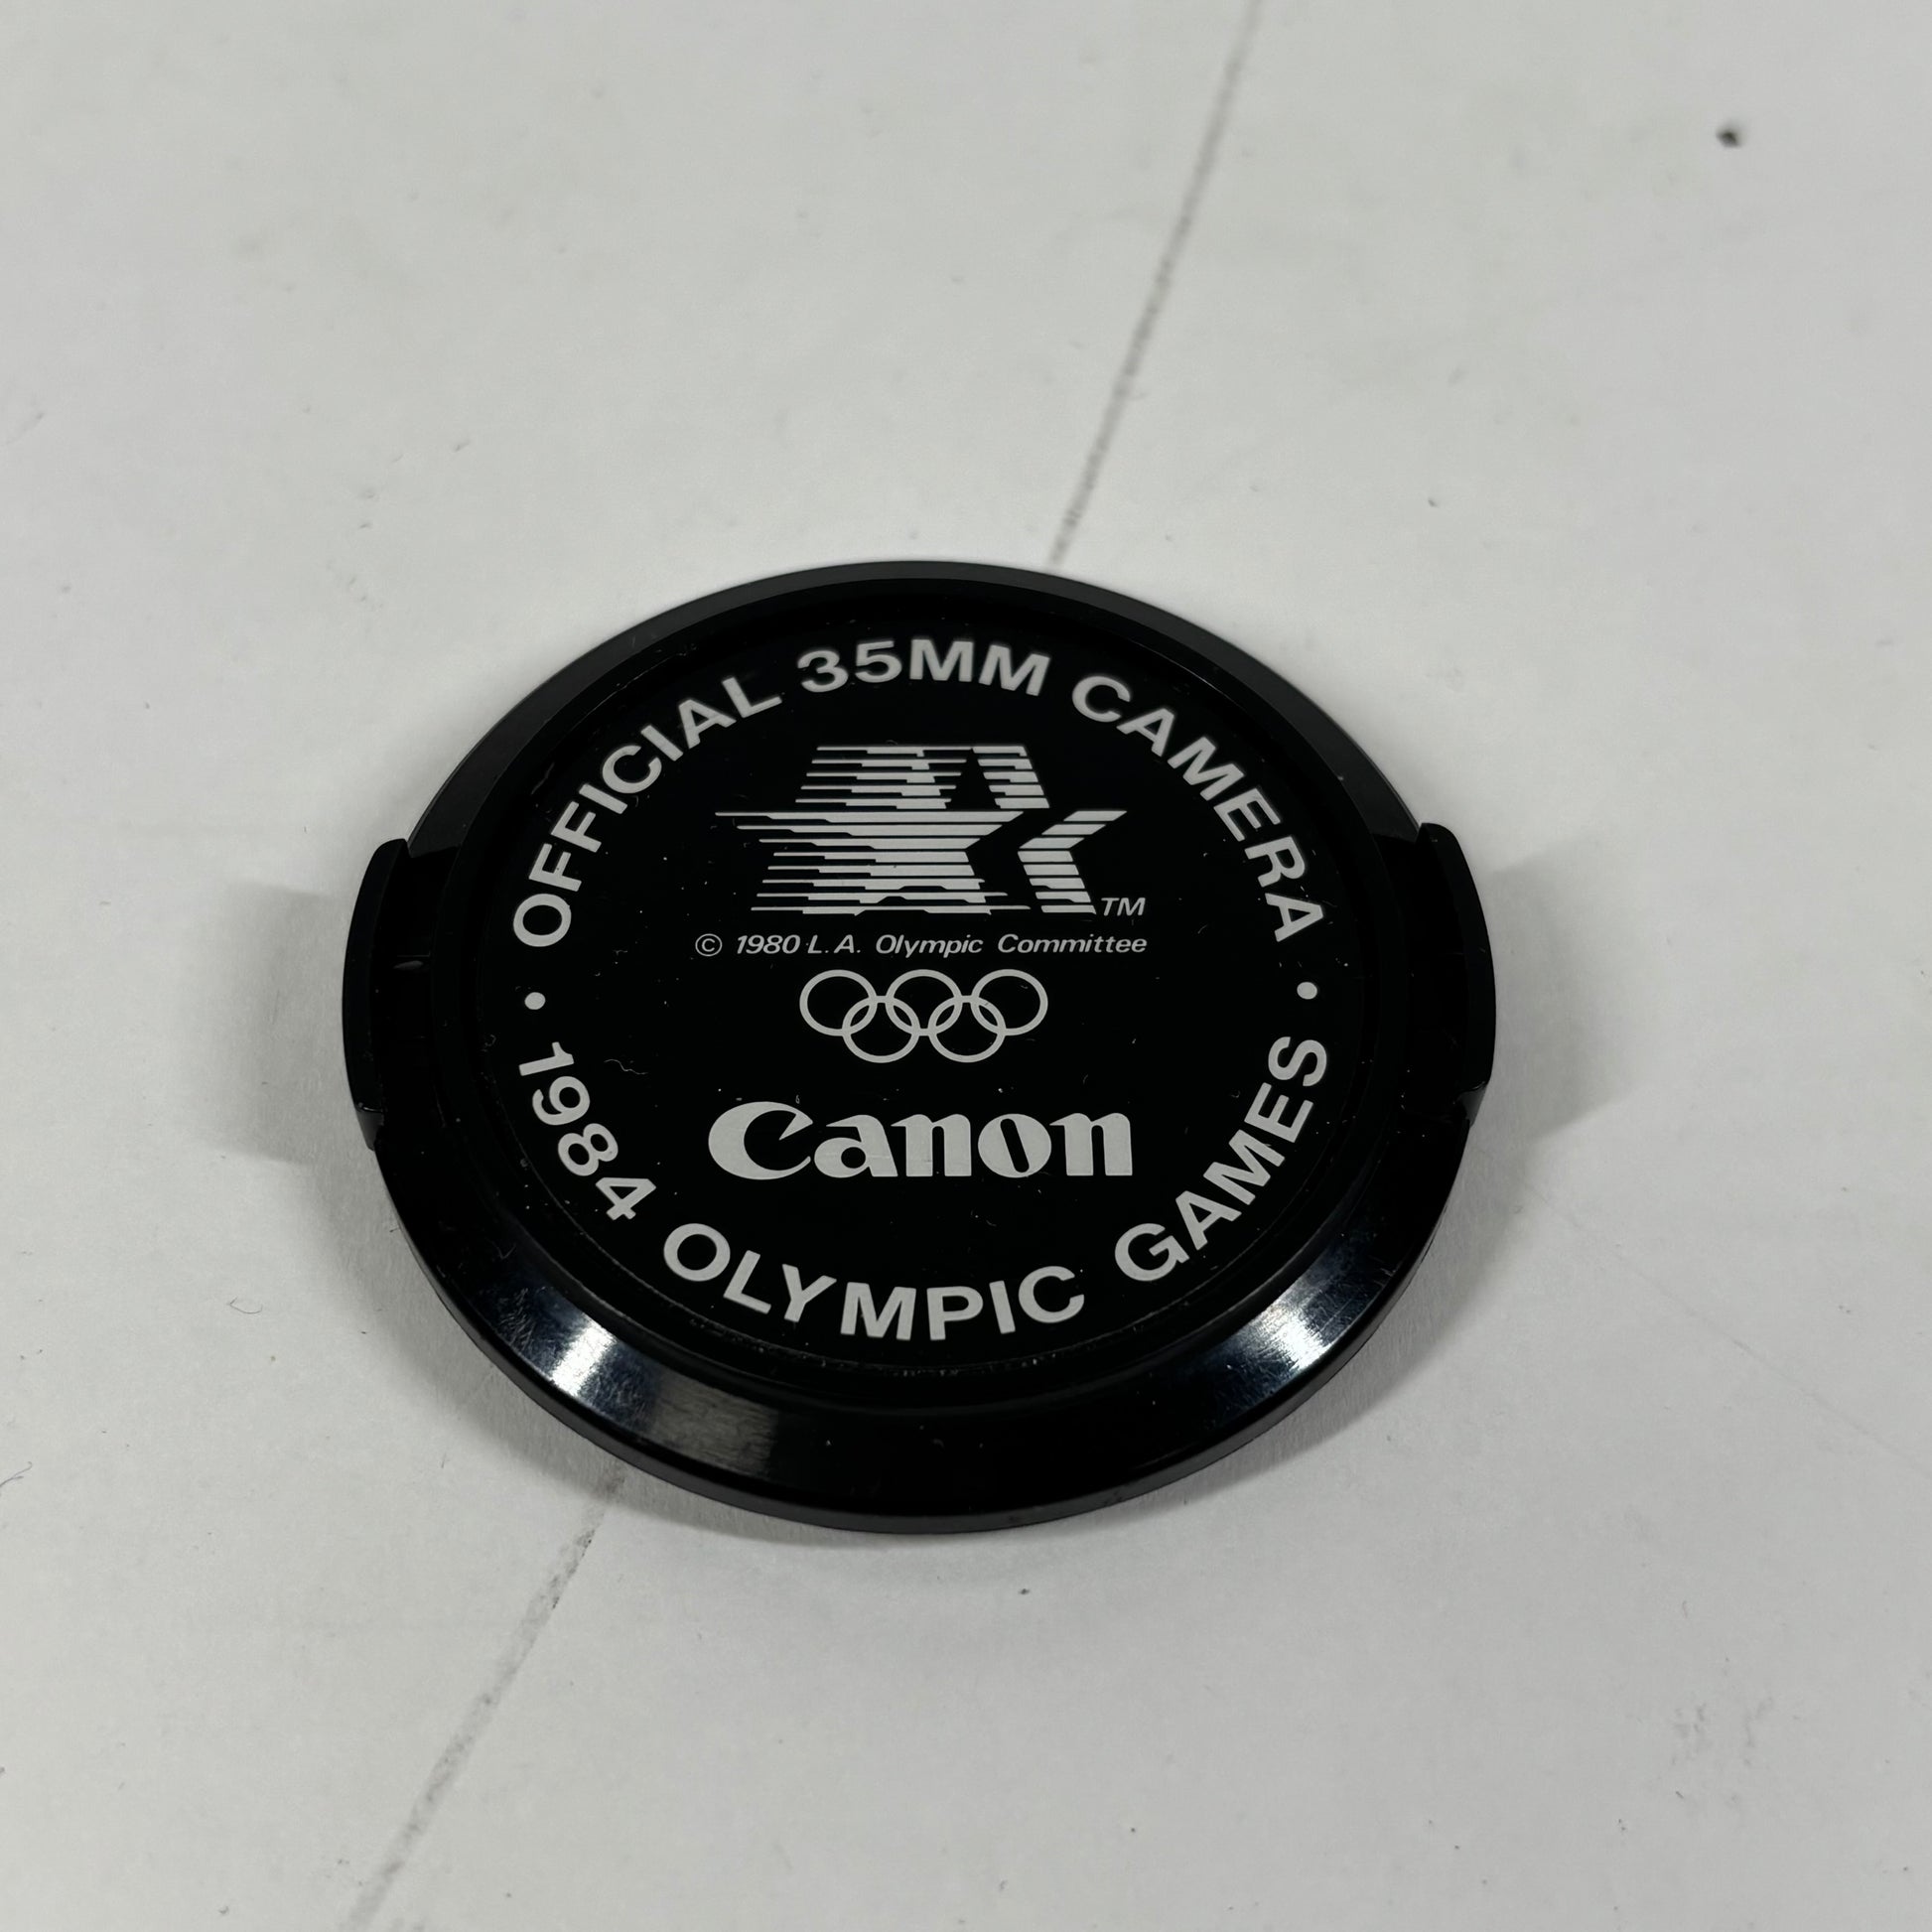 OFFICIAL 35MM CAMERA
TM
© 1980 L.A. Olympic Committee
Canon
• 1984 OLYMPIC GAMES •